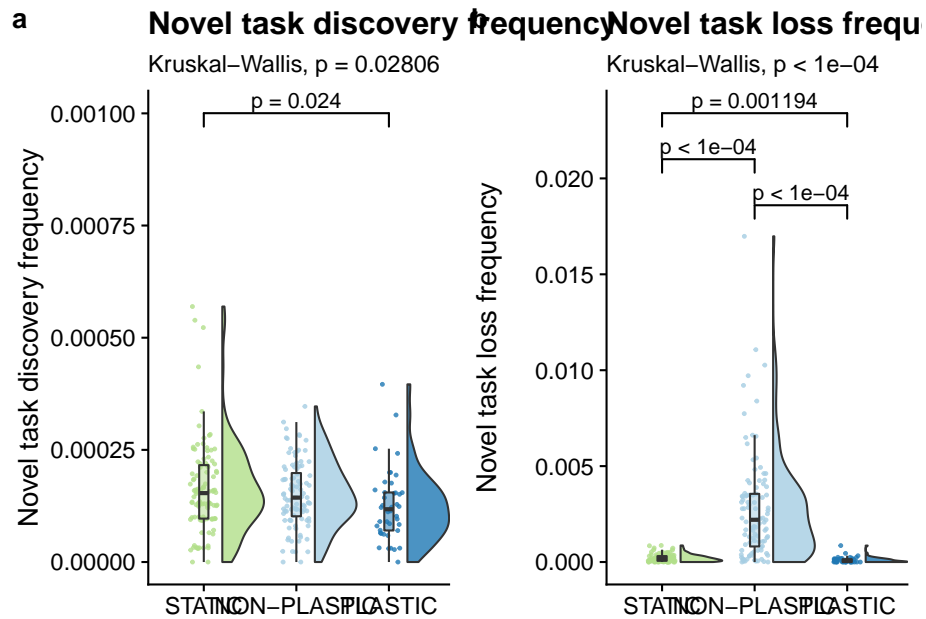 a
Novel task discovery frequency
Kruskal−Wallis, p = 0.02806
p = 0.024
0.00100
0.00075
0.00050
0.00025
0.00000
Novel task discovery frequency
STATIC
NON−PLASTIC
PLASTIC
b
Novel task loss frequ
Kruskal−Wallis, p < 1e−04
p = 0.001194
p < 1e−04
p < 1e−04
0.020
0.015
0.010
0.005
0.000
Novel task loss frequency
STATIC
NON−PLASTIC
PLASTIC